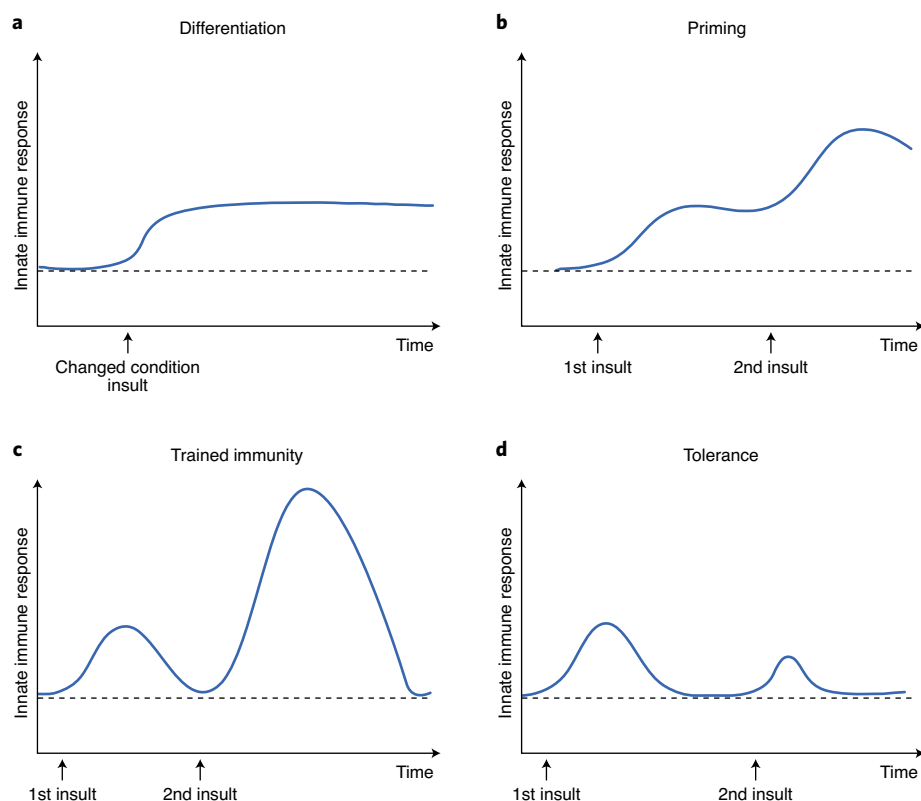 a
Differentiation
Innate immune response
Time
Changed condition
insult
b
Priming
Innate immune response
Time
1st insult
2nd insult
c
Trained immunity
Innate immune response
Time
1st insult
2nd insult
d
Tolerance
Innate immune response
Time
1st insult
2nd insult